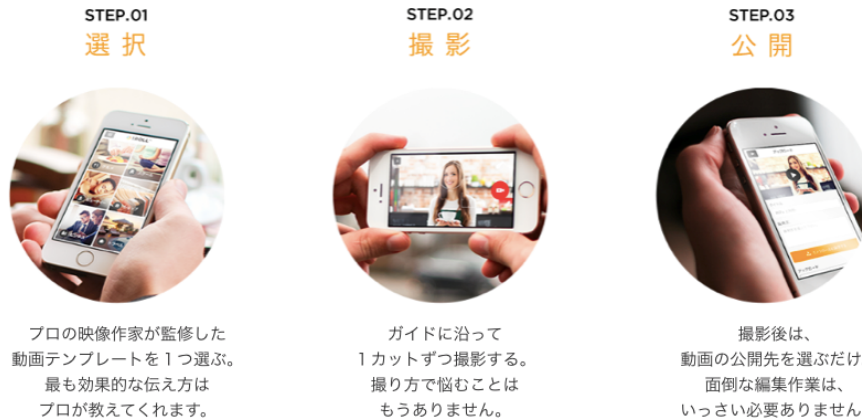 STEP.01
選択
プロの映像作家が監修した
動画テンプレートを1つ選ぶ。
最も効果的な伝え方は
プロが教えてくれます。
STEP.02
撮影
ガイドに沿って
1カットずつ撮影する。
撮り方で悩むことは
もうありません。
STEP.03
公開
アップロード
撮影後は、
動画の公開先を選ぶだけ
面倒な編集作業は、
いっさい必要ありません